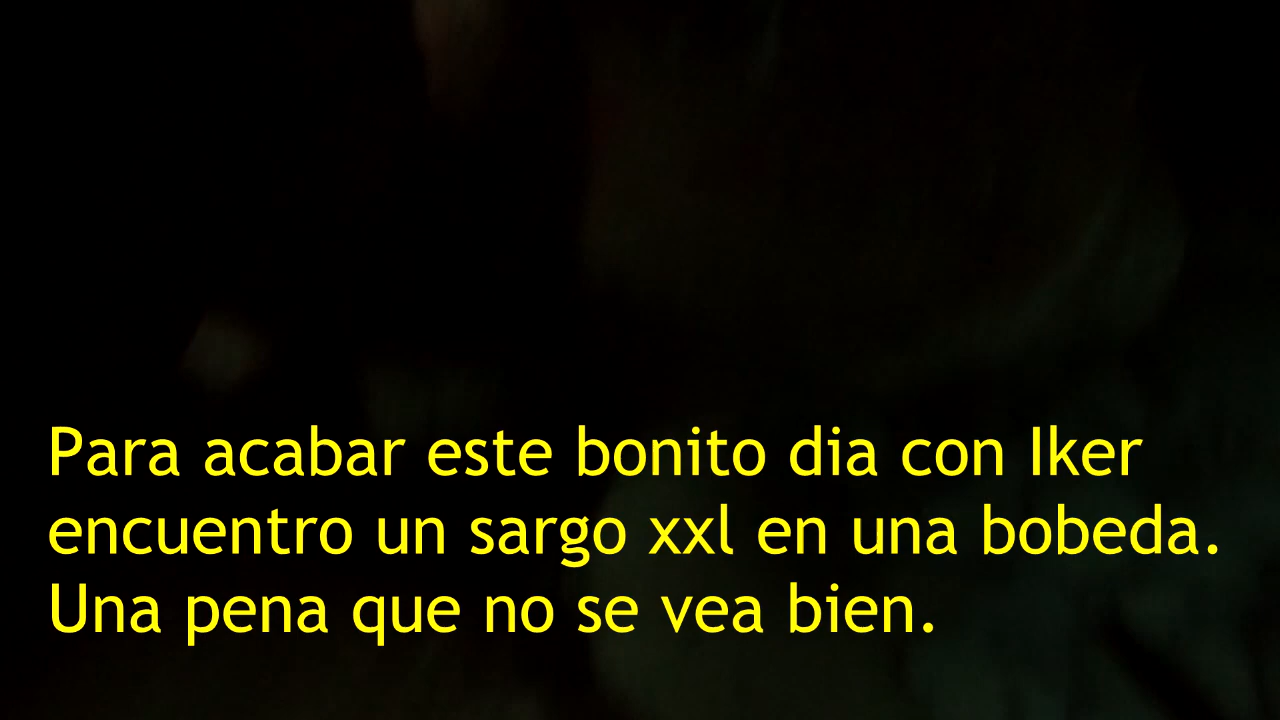 Para acabar este bonito dia con Iker
encuentro un sargo xxl en una bobeda.
Una pena que no se vea bien.